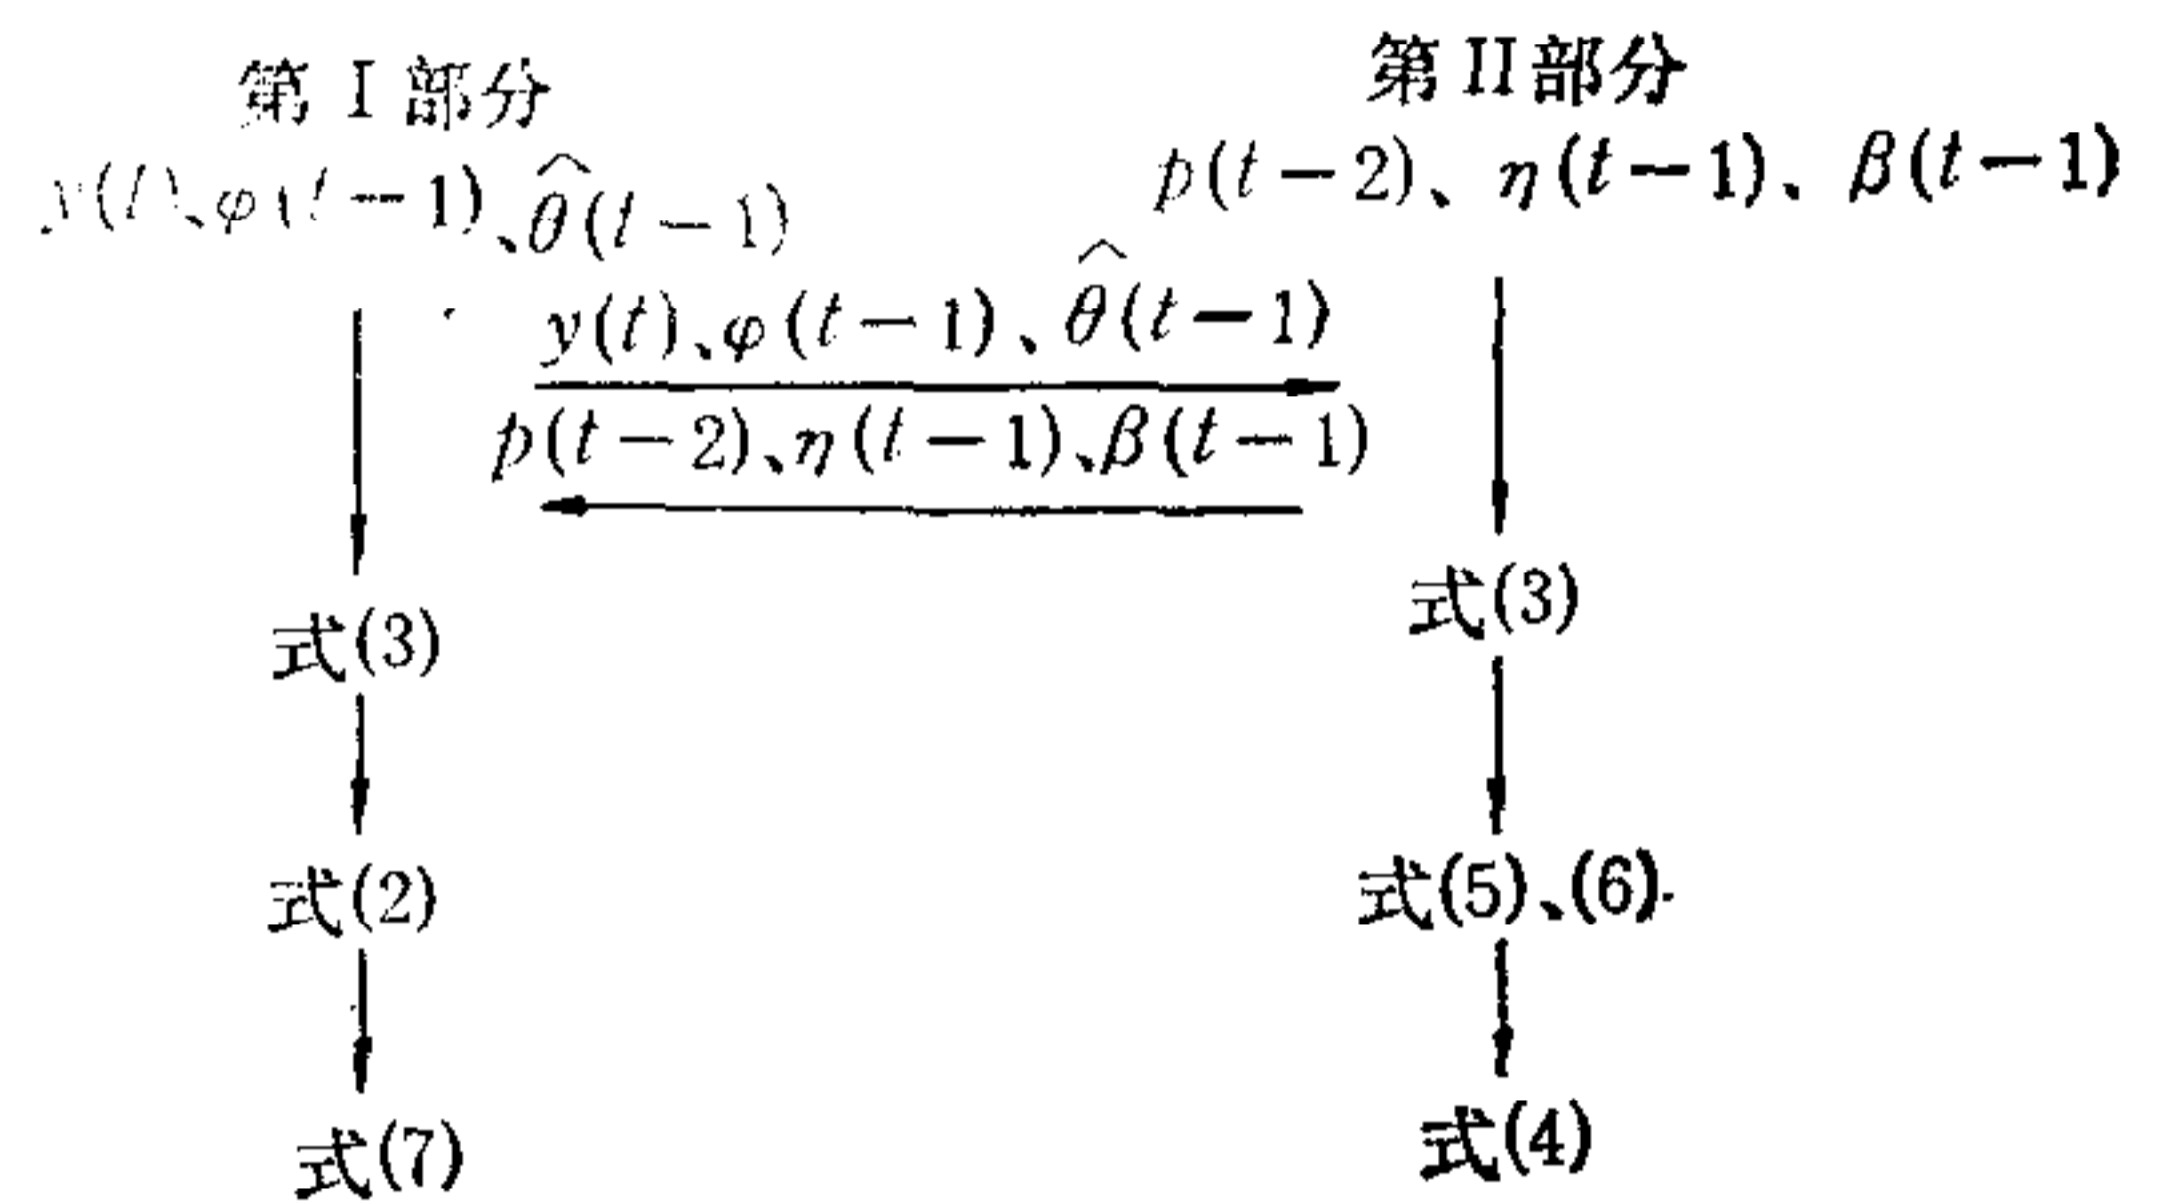 第 I 部分
第II部分
y(t)、φ(t−1)、θ̂(t−1)
p(t−2)、η(t−1)、β(t−1)
y(t)、φ(t−1)、θ̂(t−1)
p(t−2)、η(t−1)、β(t−1)
式(3)
式(3)
式(2)
式(5)、(6).
式(7)
式(4)